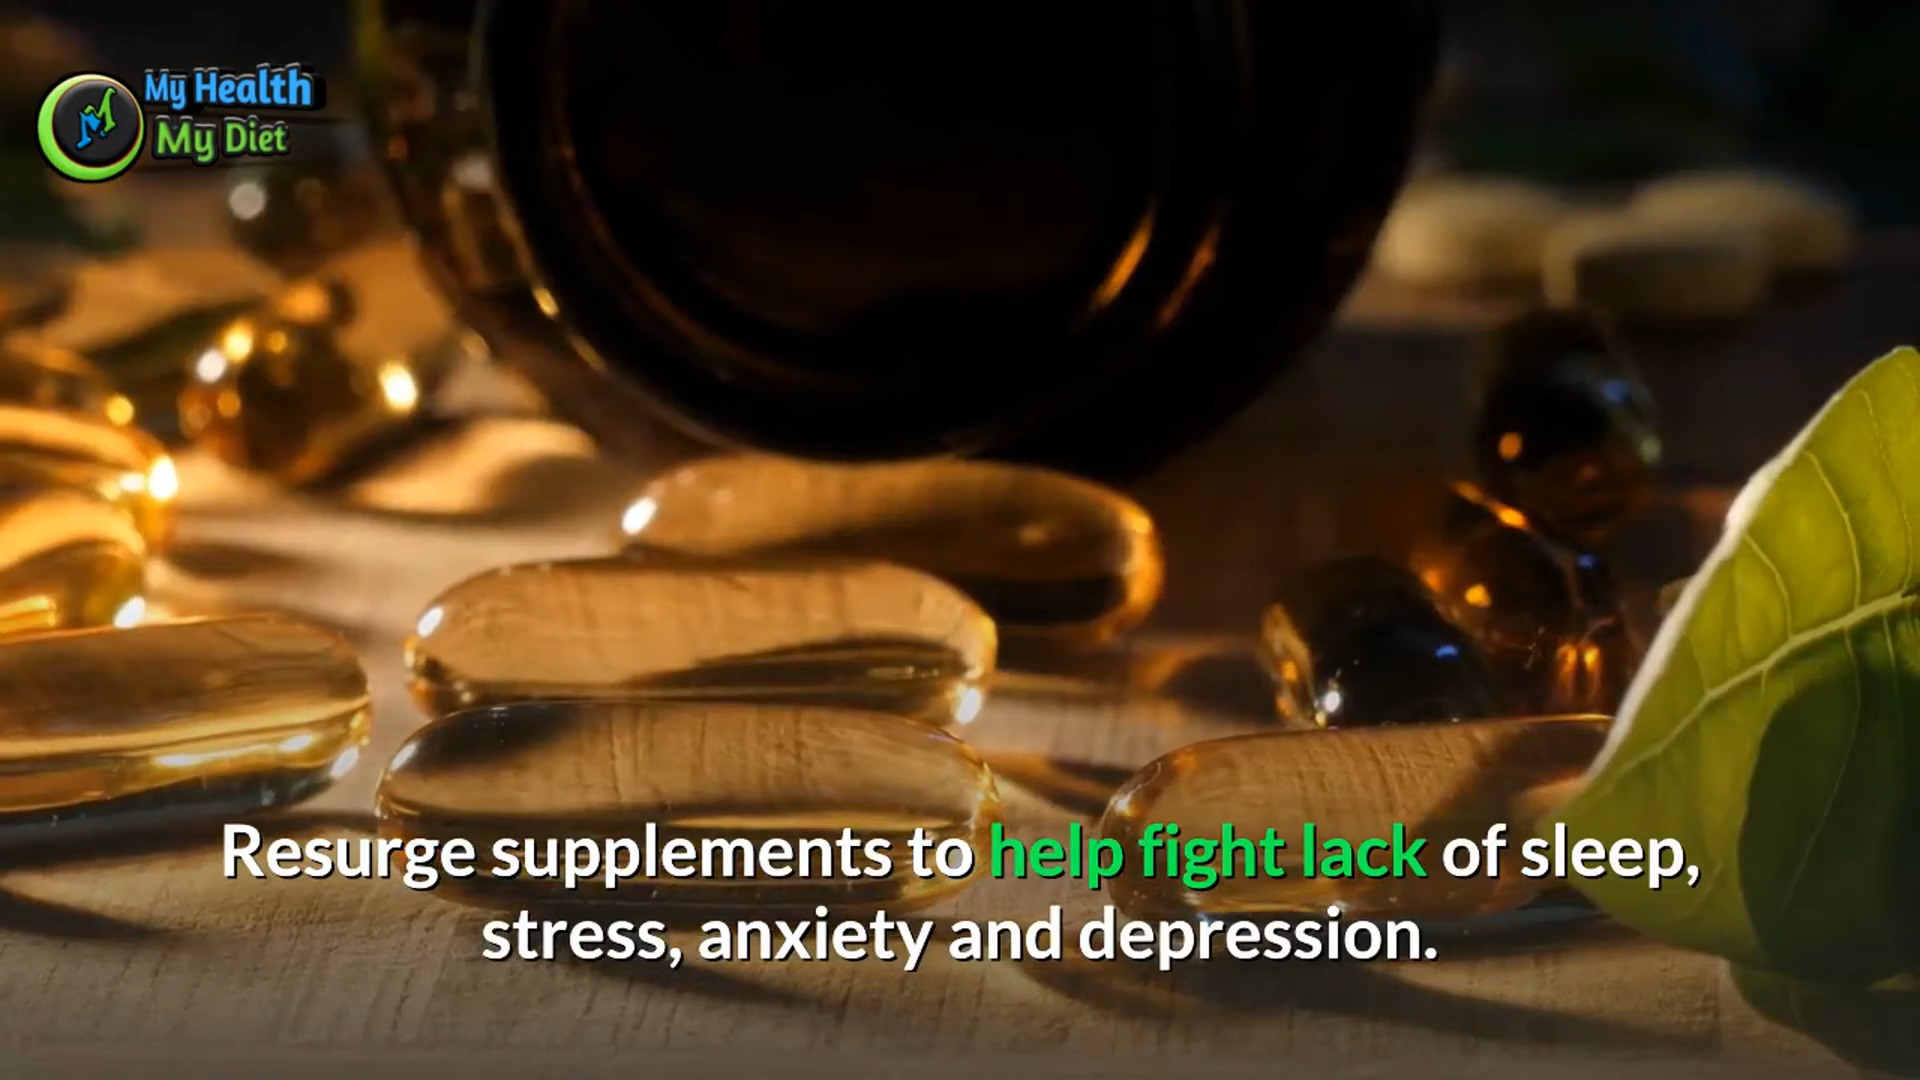 My Health
My Diet
Resurge supplements to help fight lack of sleep,
stress, anxiety and depression.